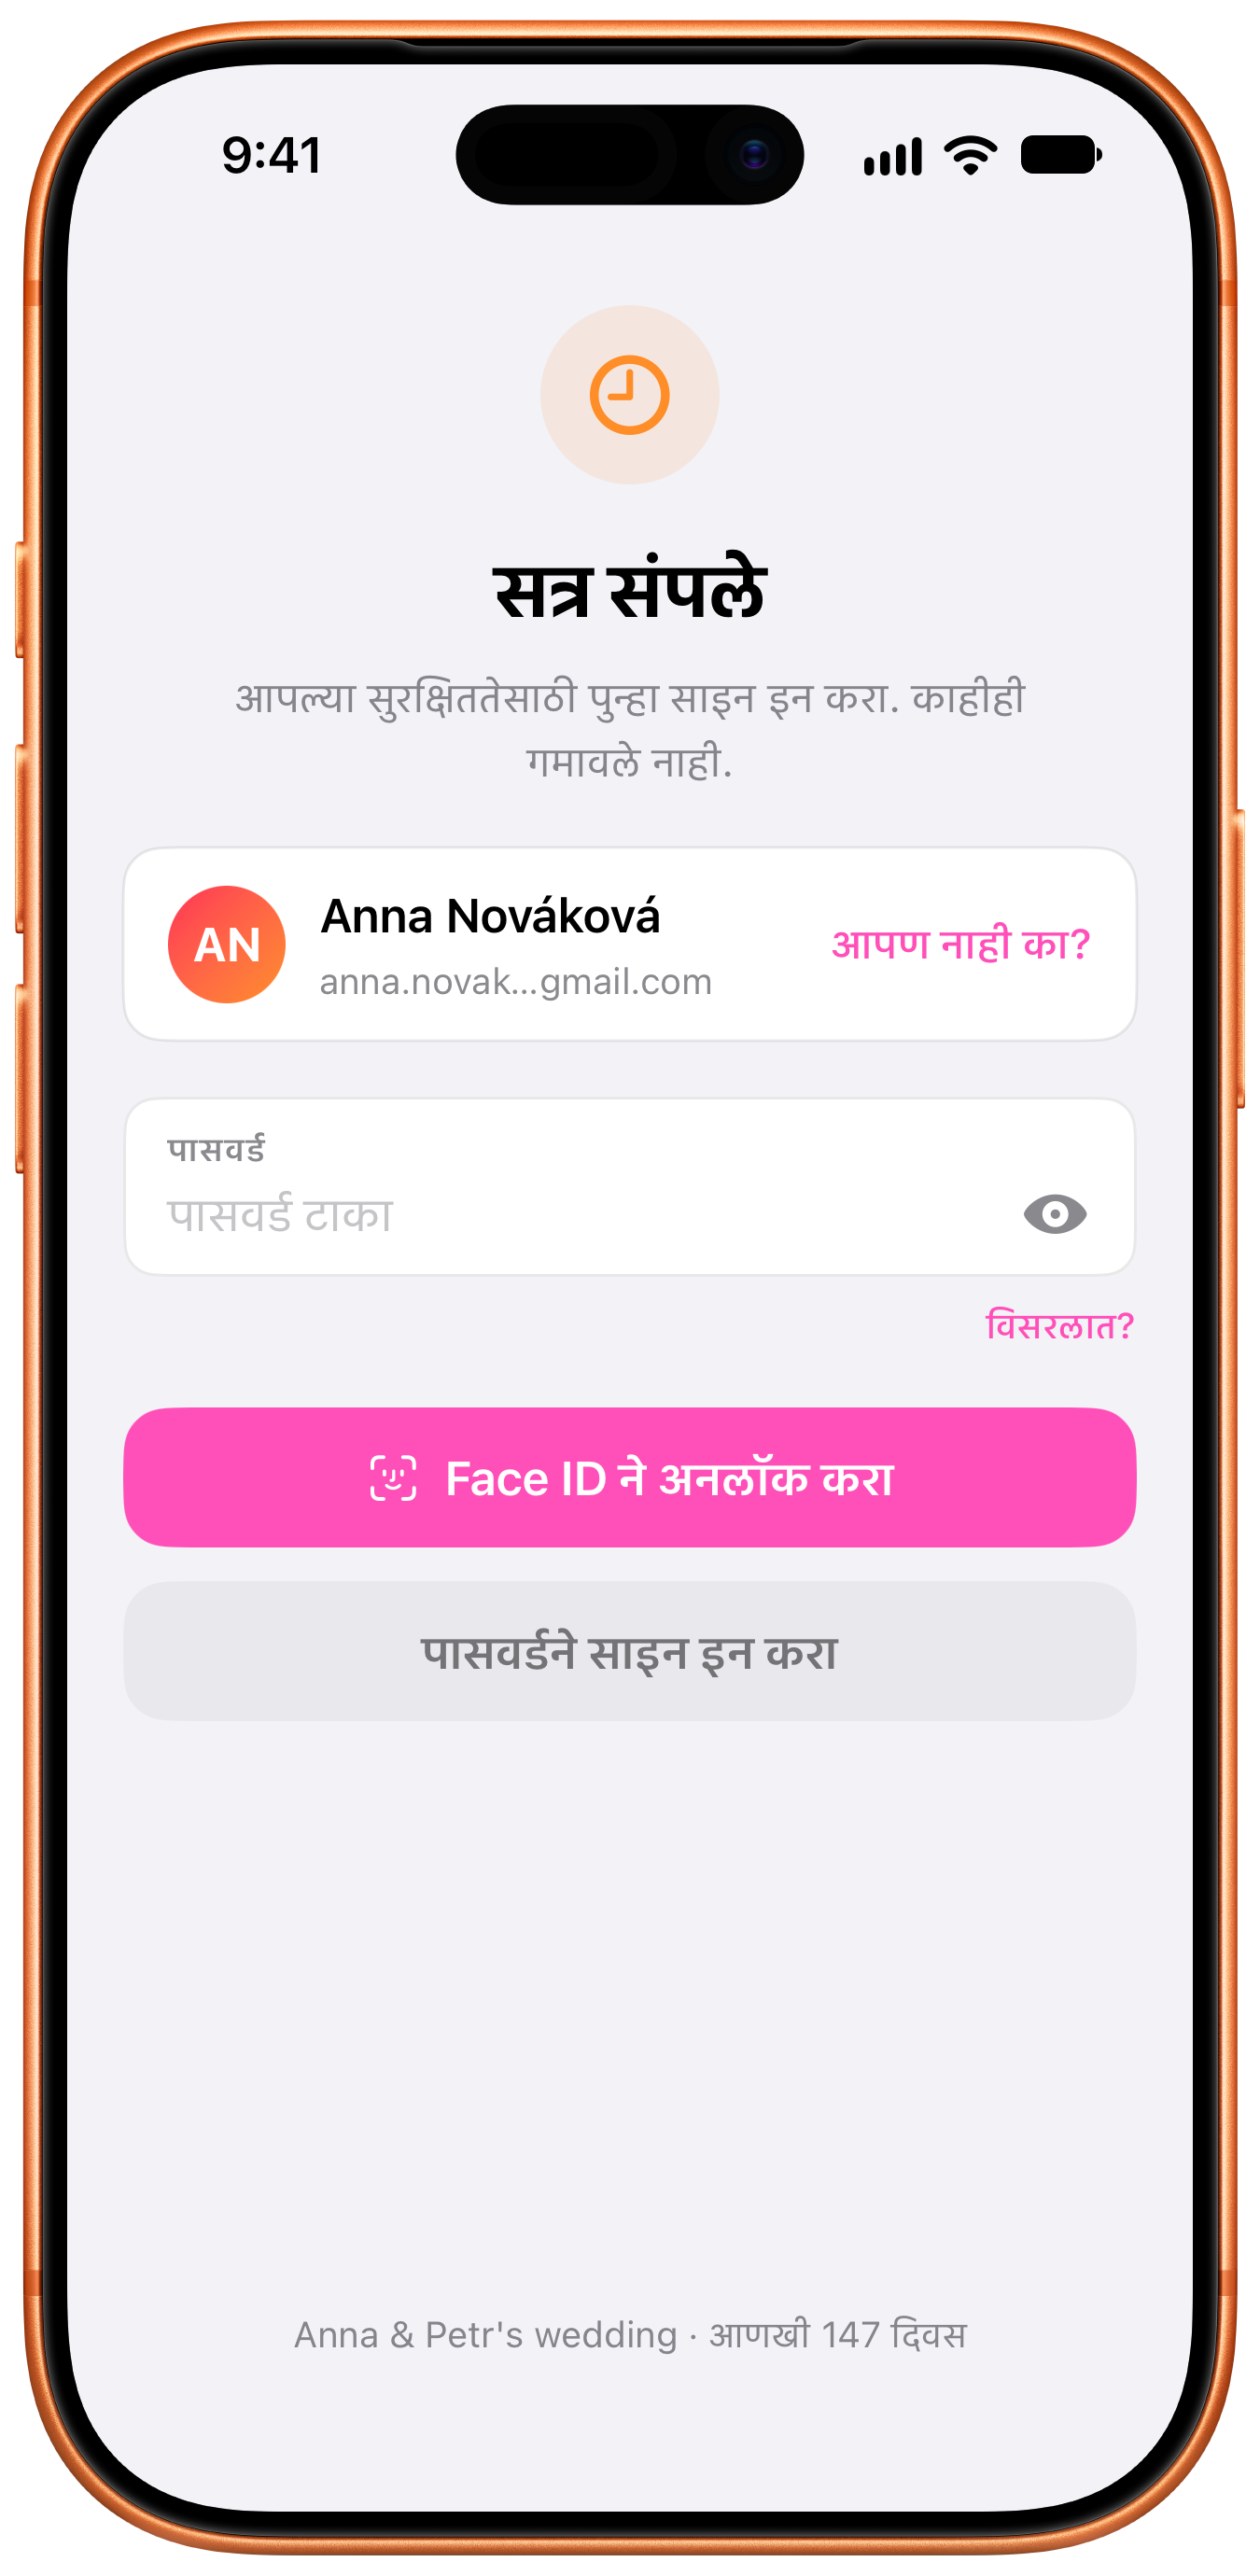 9:41
सत्र संपले
आपल्या सुरक्षिततेसाठी पुन्हा साइन इन करा. काहीही
गमावले नाही.
AN
Anna Nováková
anna.novak...gmail.com
आपण नाही का?
पासवर्ड
पासवर्ड टाका
विसरलात?
Face ID ने अनलॉक करा
पासवर्डने साइन इन करा
Anna & Petr's wedding · आणखी 147 दिवस